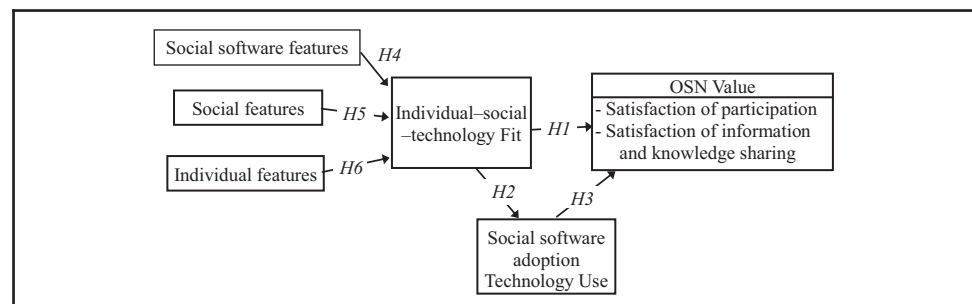 Social software features
H4
Social features
H5
Individual features
H6
Individual–social
–technology Fit
H1
OSN Value
- Satisfaction of participation
- Satisfaction of information
and knowledge sharing
H2
H3
Social software
adoption
Technology Use